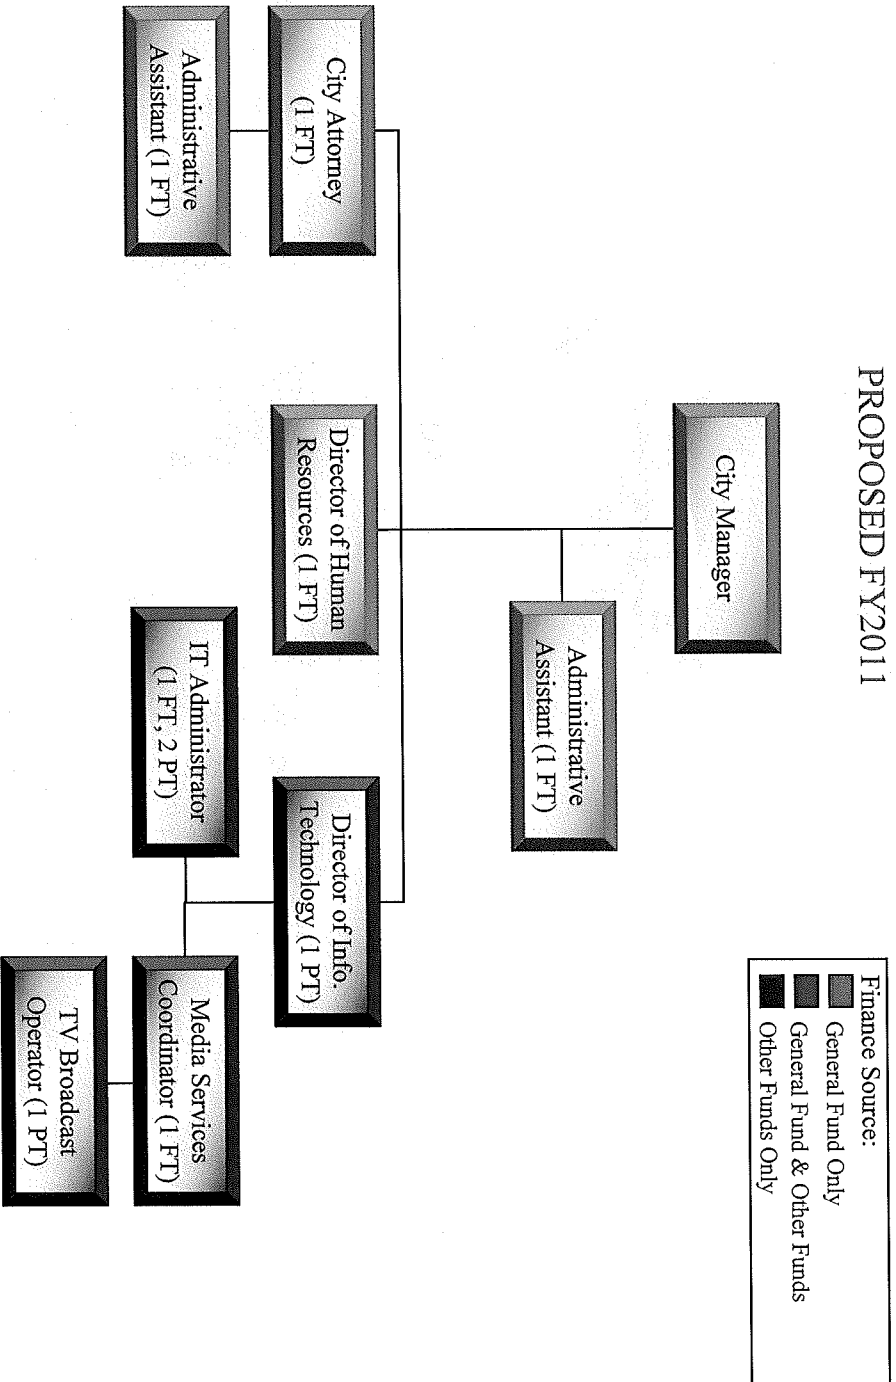 PROPOSED FY2011
Finance Source:
General Fund Only
General Fund & Other Funds
Other Funds Only
City Manager
Administrative
Assistant (1 FT)
City Attorney
(1 FT)
Director of Human
Resources (1 FT)
Director of Info.
Technology (1 PT)
Administrative
Assistant (1 FT)
IT Administrator
(1 FT, 2 PT)
Media Services
Coordinator (1 FT)
TV Broadcast
Operator (1 PT)